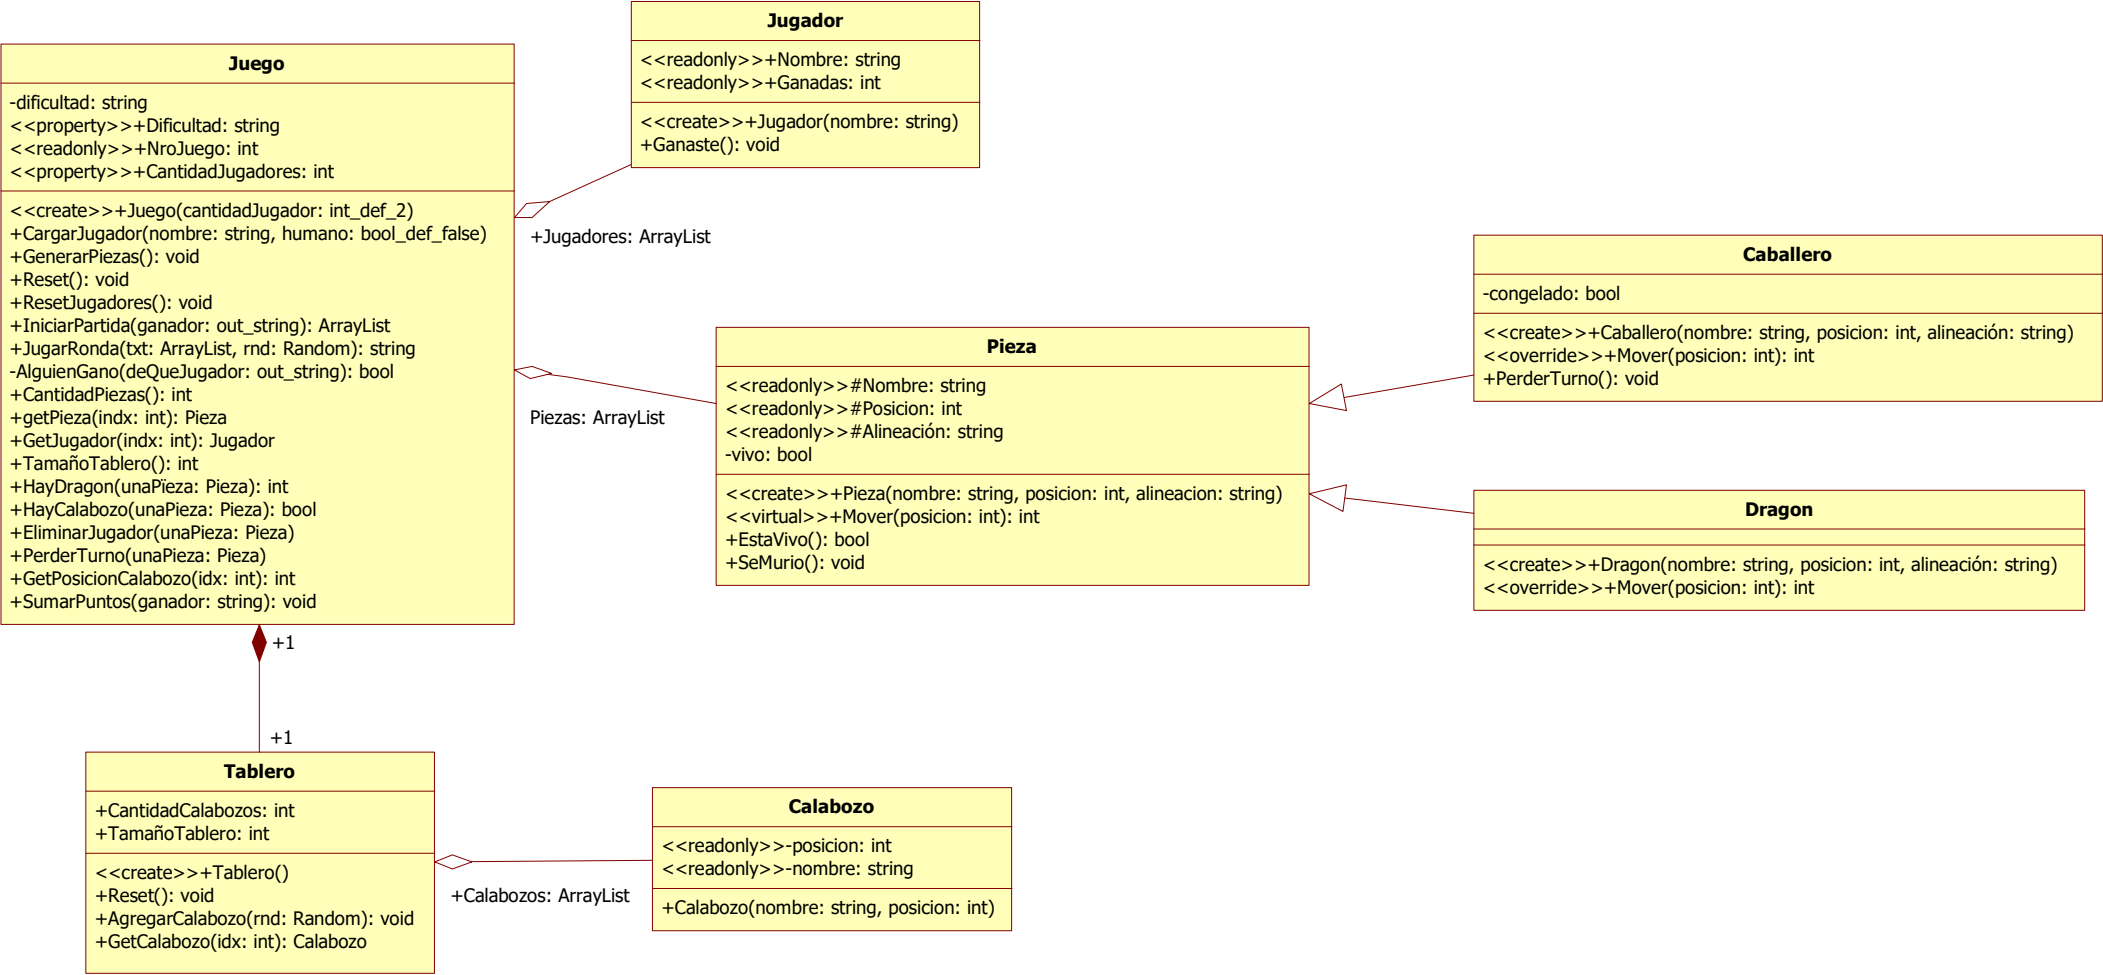 Juego
-dificultad: string
<<property>>+Dificultad: string
<<readonly>>+NroJuego: int
<<property>>+CantidadJugadores: int
<<create>>+Juego(cantidadJugador: int_def_2)
+CargarJugador(nombre: string, humano: bool_def_false)
+GenerarPiezas(): void
+Reset(): void
+ResetJugadores(): void
+IniciarPartida(ganador: out_string): ArrayList
+JugarRonda(txt: ArrayList, rnd: Random): string
-AlguienGano(deQueJugador: out_string): bool
+CantidadPiezas(): int
+getPieza(indx: int): Pieza
+GetJugador(indx: int): Jugador
+TamañoTablero(): int
+HayDragon(unaPïeza: Pieza): int
+HayCalabozo(unaPieza: Pieza): bool
+EliminarJugador(unaPieza: Pieza)
+PerderTurno(unaPieza: Pieza)
+GetPosicionCalabozo(idx: int): int
+SumarPuntos(ganador: string): void
Jugador
<<readonly>>+Nombre: string
<<readonly>>+Ganadas: int
<<create>>+Jugador(nombre: string)
+Ganaste(): void
+Jugadores: ArrayList
Piezas: ArrayList
Pieza
<<readonly>>#Nombre: string
<<readonly>>#Posicion: int
<<readonly>>#Alineación: string
-vivo: bool
<<create>>+Pieza(nombre: string, posicion: int, alineacion: string)
<<virtual>>+Mover(posicion: int): int
+EstaVivo(): bool
+SeMurio(): void
Caballero
-congelado: bool
<<create>>+Caballero(nombre: string, posicion: int, alineación: string)
<<override>>+Mover(posicion: int): int
+PerderTurno(): void
Dragon
<<create>>+Dragon(nombre: string, posicion: int, alineación: string)
<<override>>+Mover(posicion: int): int
+1
+1
Tablero
+CantidadCalabozos: int
+TamañoTablero: int
<<create>>+Tablero()
+Reset(): void
+AgregarCalabozo(rnd: Random): void
+GetCalabozo(idx: int): Calabozo
+Calabozos: ArrayList
Calabozo
<<readonly>>-posicion: int
<<readonly>>-nombre: string
+Calabozo(nombre: string, posicion: int)